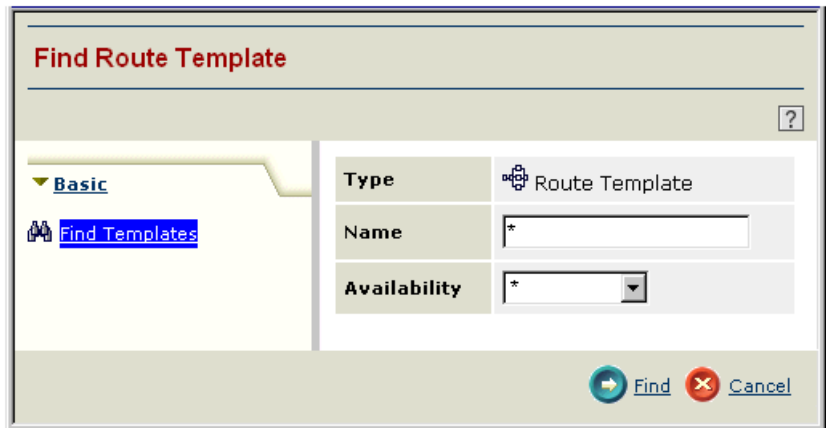 Find Route Template
?
Basic
Find Templates
Type Route Template
Name *
Availability *
Find Cancel